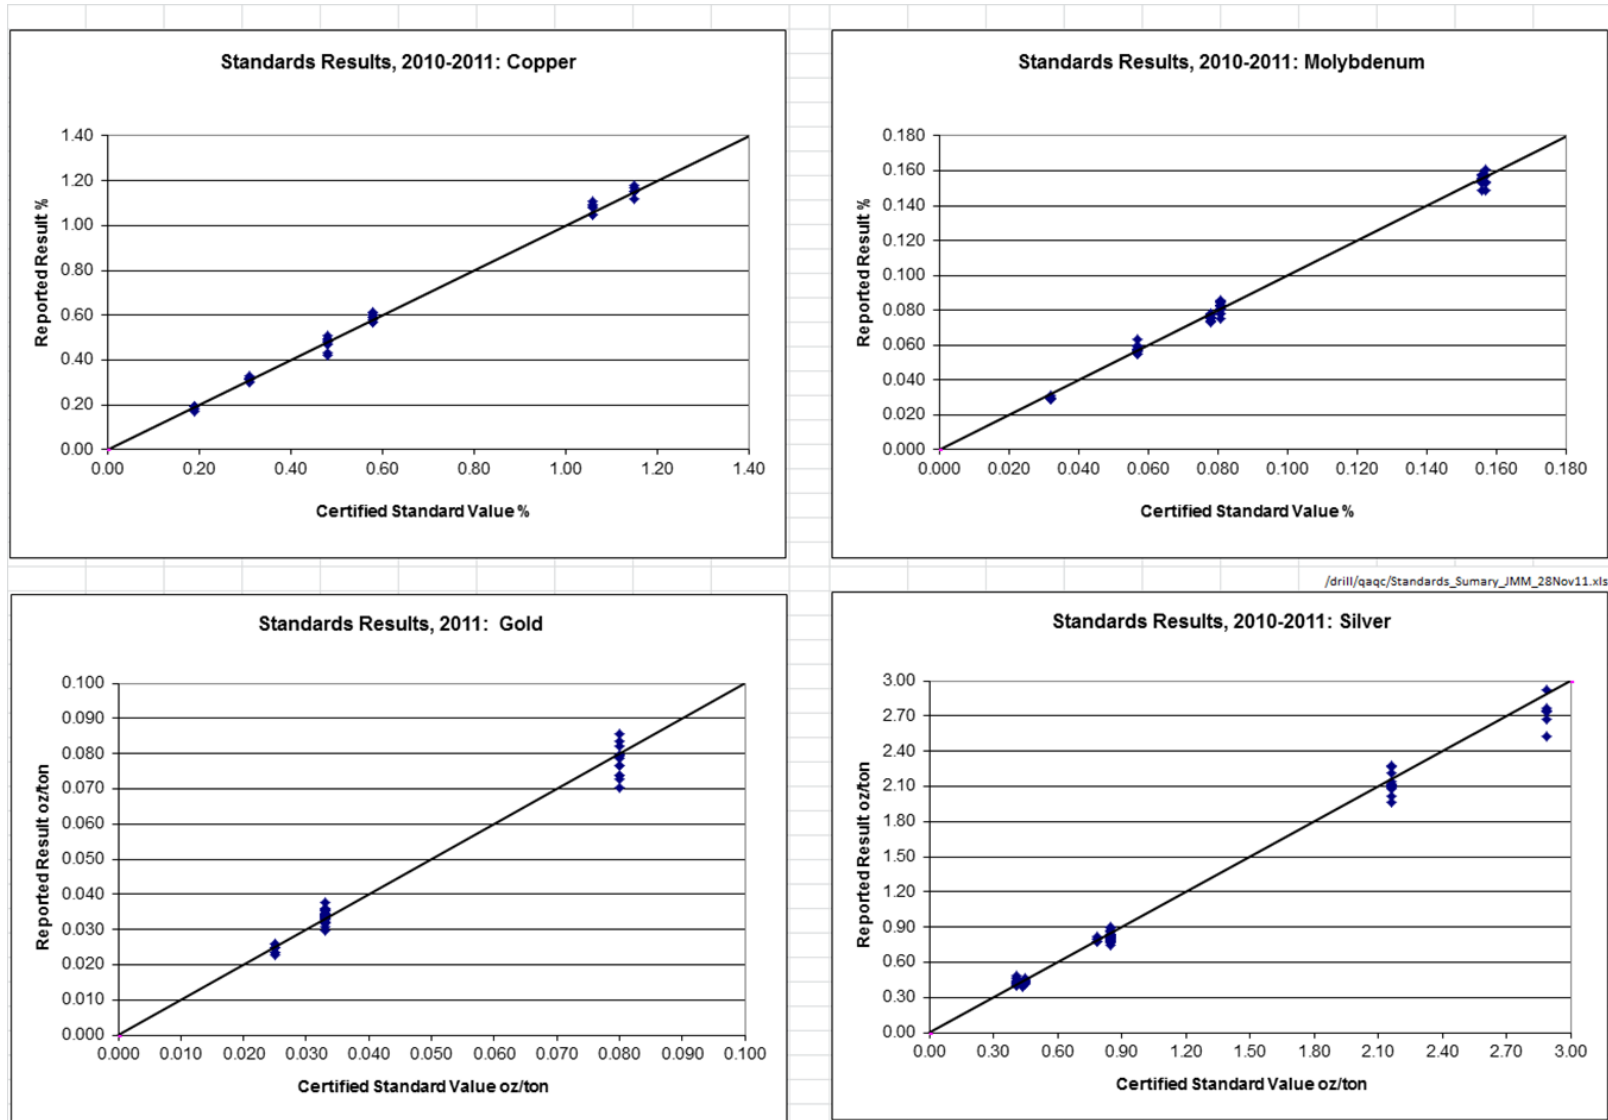 Standards Results, 2010-2011: Copper
1.40
1.20
1.00
0.80
0.60
0.40
0.20
0.00
Reported Result %
0.00 0.20 0.40 0.60 0.80 1.00 1.20 1.40
Certified Standard Value %
Standards Results, 2010-2011: Molybdenum
0.180
0.160
0.140
0.120
0.100
0.080
0.060
0.040
0.020
0.000
Reported Result %
0.000 0.020 0.040 0.060 0.080 0.100 0.120 0.140 0.160 0.180
Certified Standard Value %
/drill/qaqc/Standards_Sumary_JMM_28Nov11.xls
Standards Results, 2011: Gold
0.100
0.090
0.080
0.070
0.060
0.050
0.040
0.030
0.020
0.010
0.000
Reported Result oz/ton
0.000 0.010 0.020 0.030 0.040 0.050 0.060 0.070 0.080 0.090 0.100
Certified Standard Value oz/ton
Standards Results, 2010-2011: Silver
3.00
2.70
2.40
2.10
1.80
1.50
1.20
0.90
0.60
0.30
0.00
Reported Result oz/ton
0.00 0.30 0.60 0.90 1.20 1.50 1.80 2.10 2.40 2.70 3.00
Certified Standard Value oz/ton